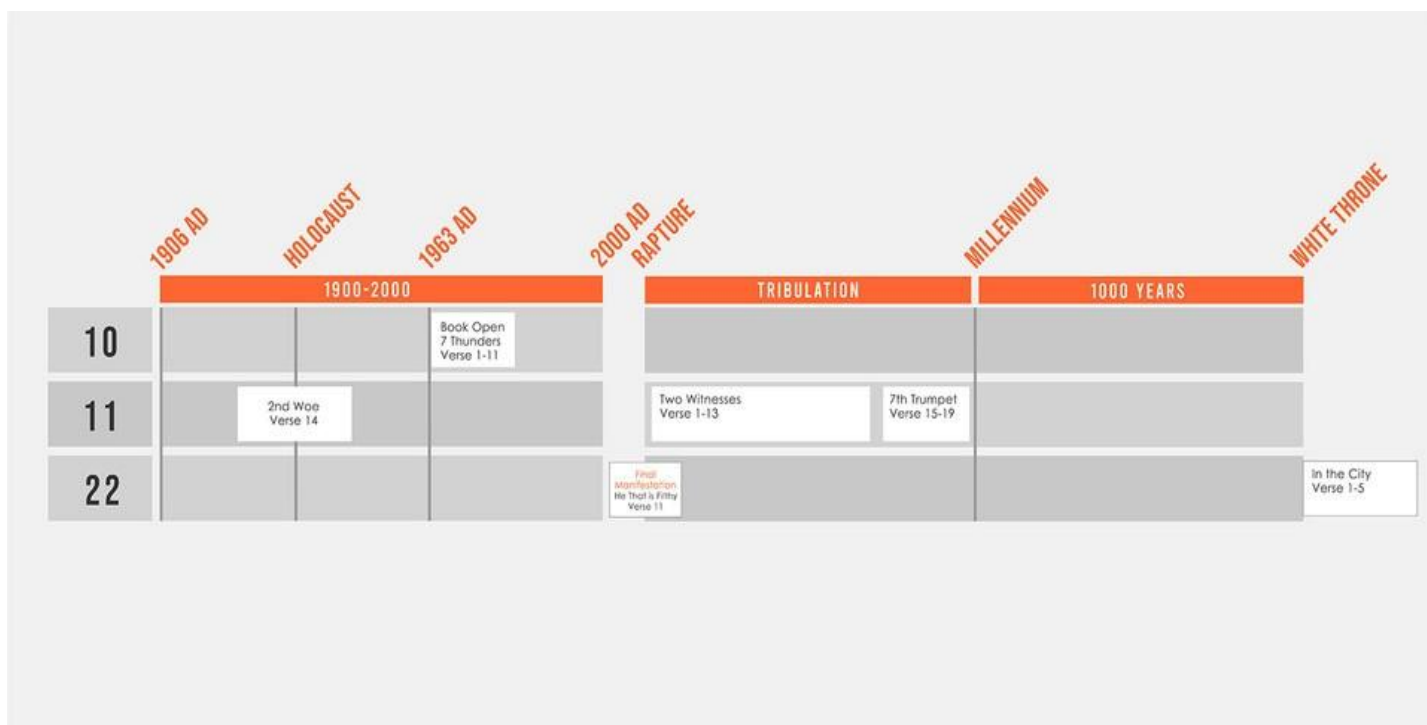 1906 AD
HOLOCAUST
1963 AD
2000 AD
RAPTURE
MILLENNIUM
WHITE THRONE
1900-2000
TRIBULATION
1000 YEARS
10
Book Open
7 Thunders
Verse 1-11
11
2nd Woe
Verse 14
Two Witnesses
Verse 1-13
7th Trumpet
Verse 15-19
22
Final
Manifestation
He That is Filthy
Verse 11
In the City
Verse 1-5